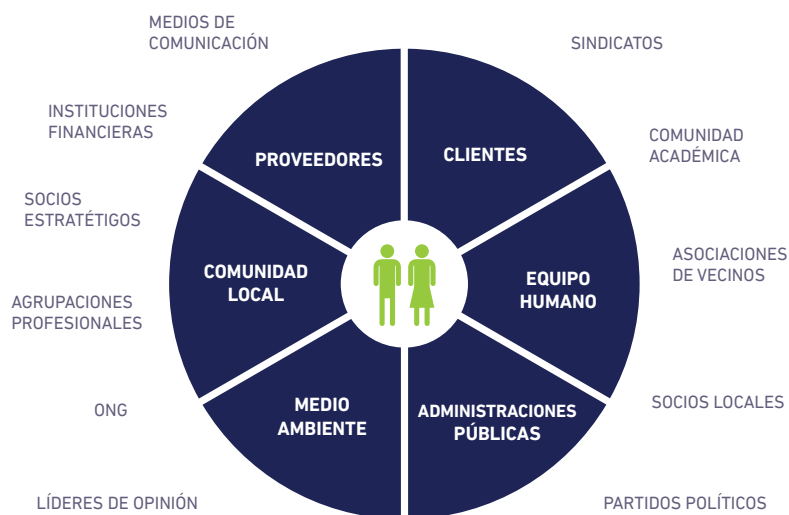 MEDIOS DE
COMUNICACIÓN
SINDICATOS
INSTITUCIONES
FINANCIERAS
PROVEEDORES
CLIENTES
COMUNIDAD
ACADÉMICA
SOCIOS
ESTRATÉTIGOS
COMUNIDAD
LOCAL
EQUIPO
HUMANO
ASOCIACIONES
DE VECINOS
AGRUPACIONES
PROFESIONALES
ONG
MEDIO
AMBIENTE
ADMINISTRACIONES
PÚBLICAS
SOCIOS LOCALES
LÍDERES DE OPINIÓN
PARTIDOS POLÍTICOS